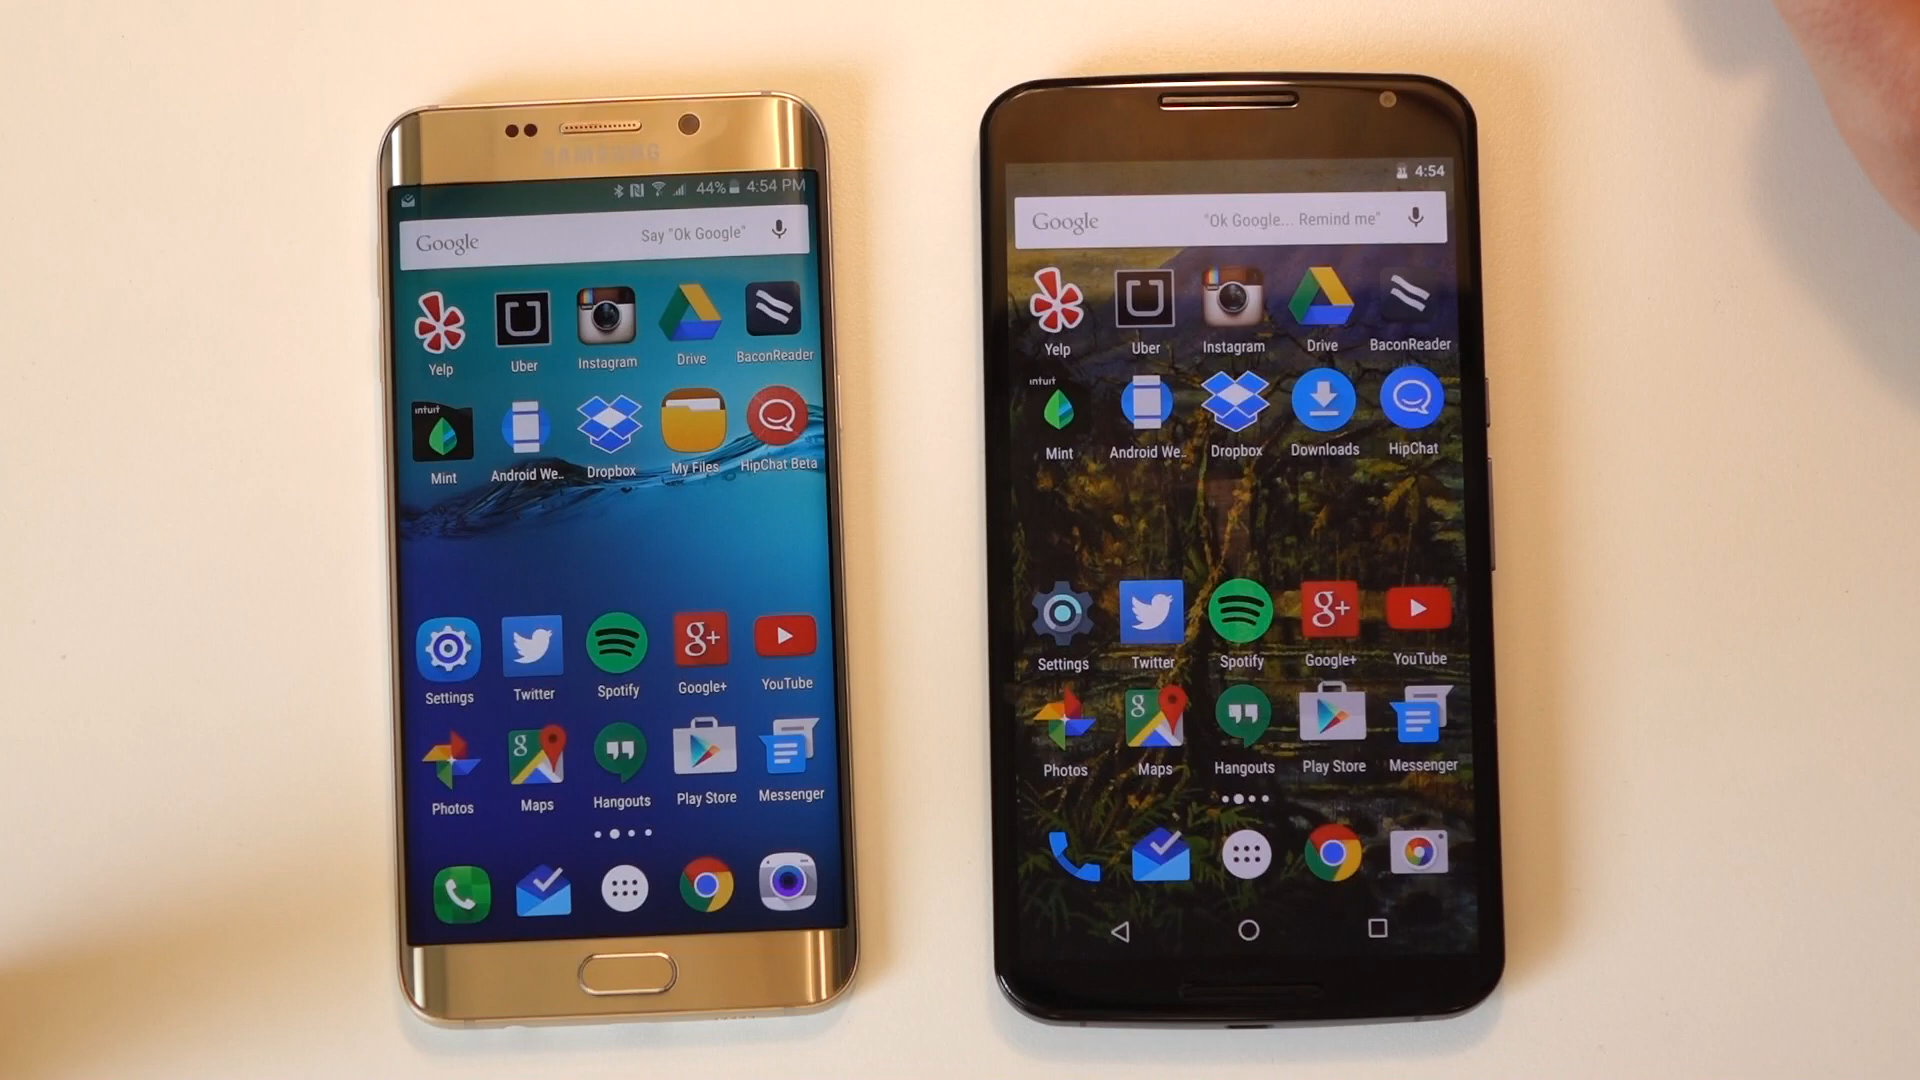 SAMSUNG
44% 4:54 PM
Google Say "Ok Google"
Yelp Uber Instagram Drive BaconReader
intuit
Mint Android We.. Dropbox My Files HipChat Beta
Settings Twitter Spotify Google+ YouTube
Photos Maps Hangouts Play Store Messenger
31 4:54
Google "Ok Google... Remind me"
Yelp Uber Instagram Drive BaconReader
intuit
Mint Android We.. Dropbox Downloads HipChat
Settings Twitter Spotify Google+ YouTube
Photos Maps Hangouts Play Store Messenger